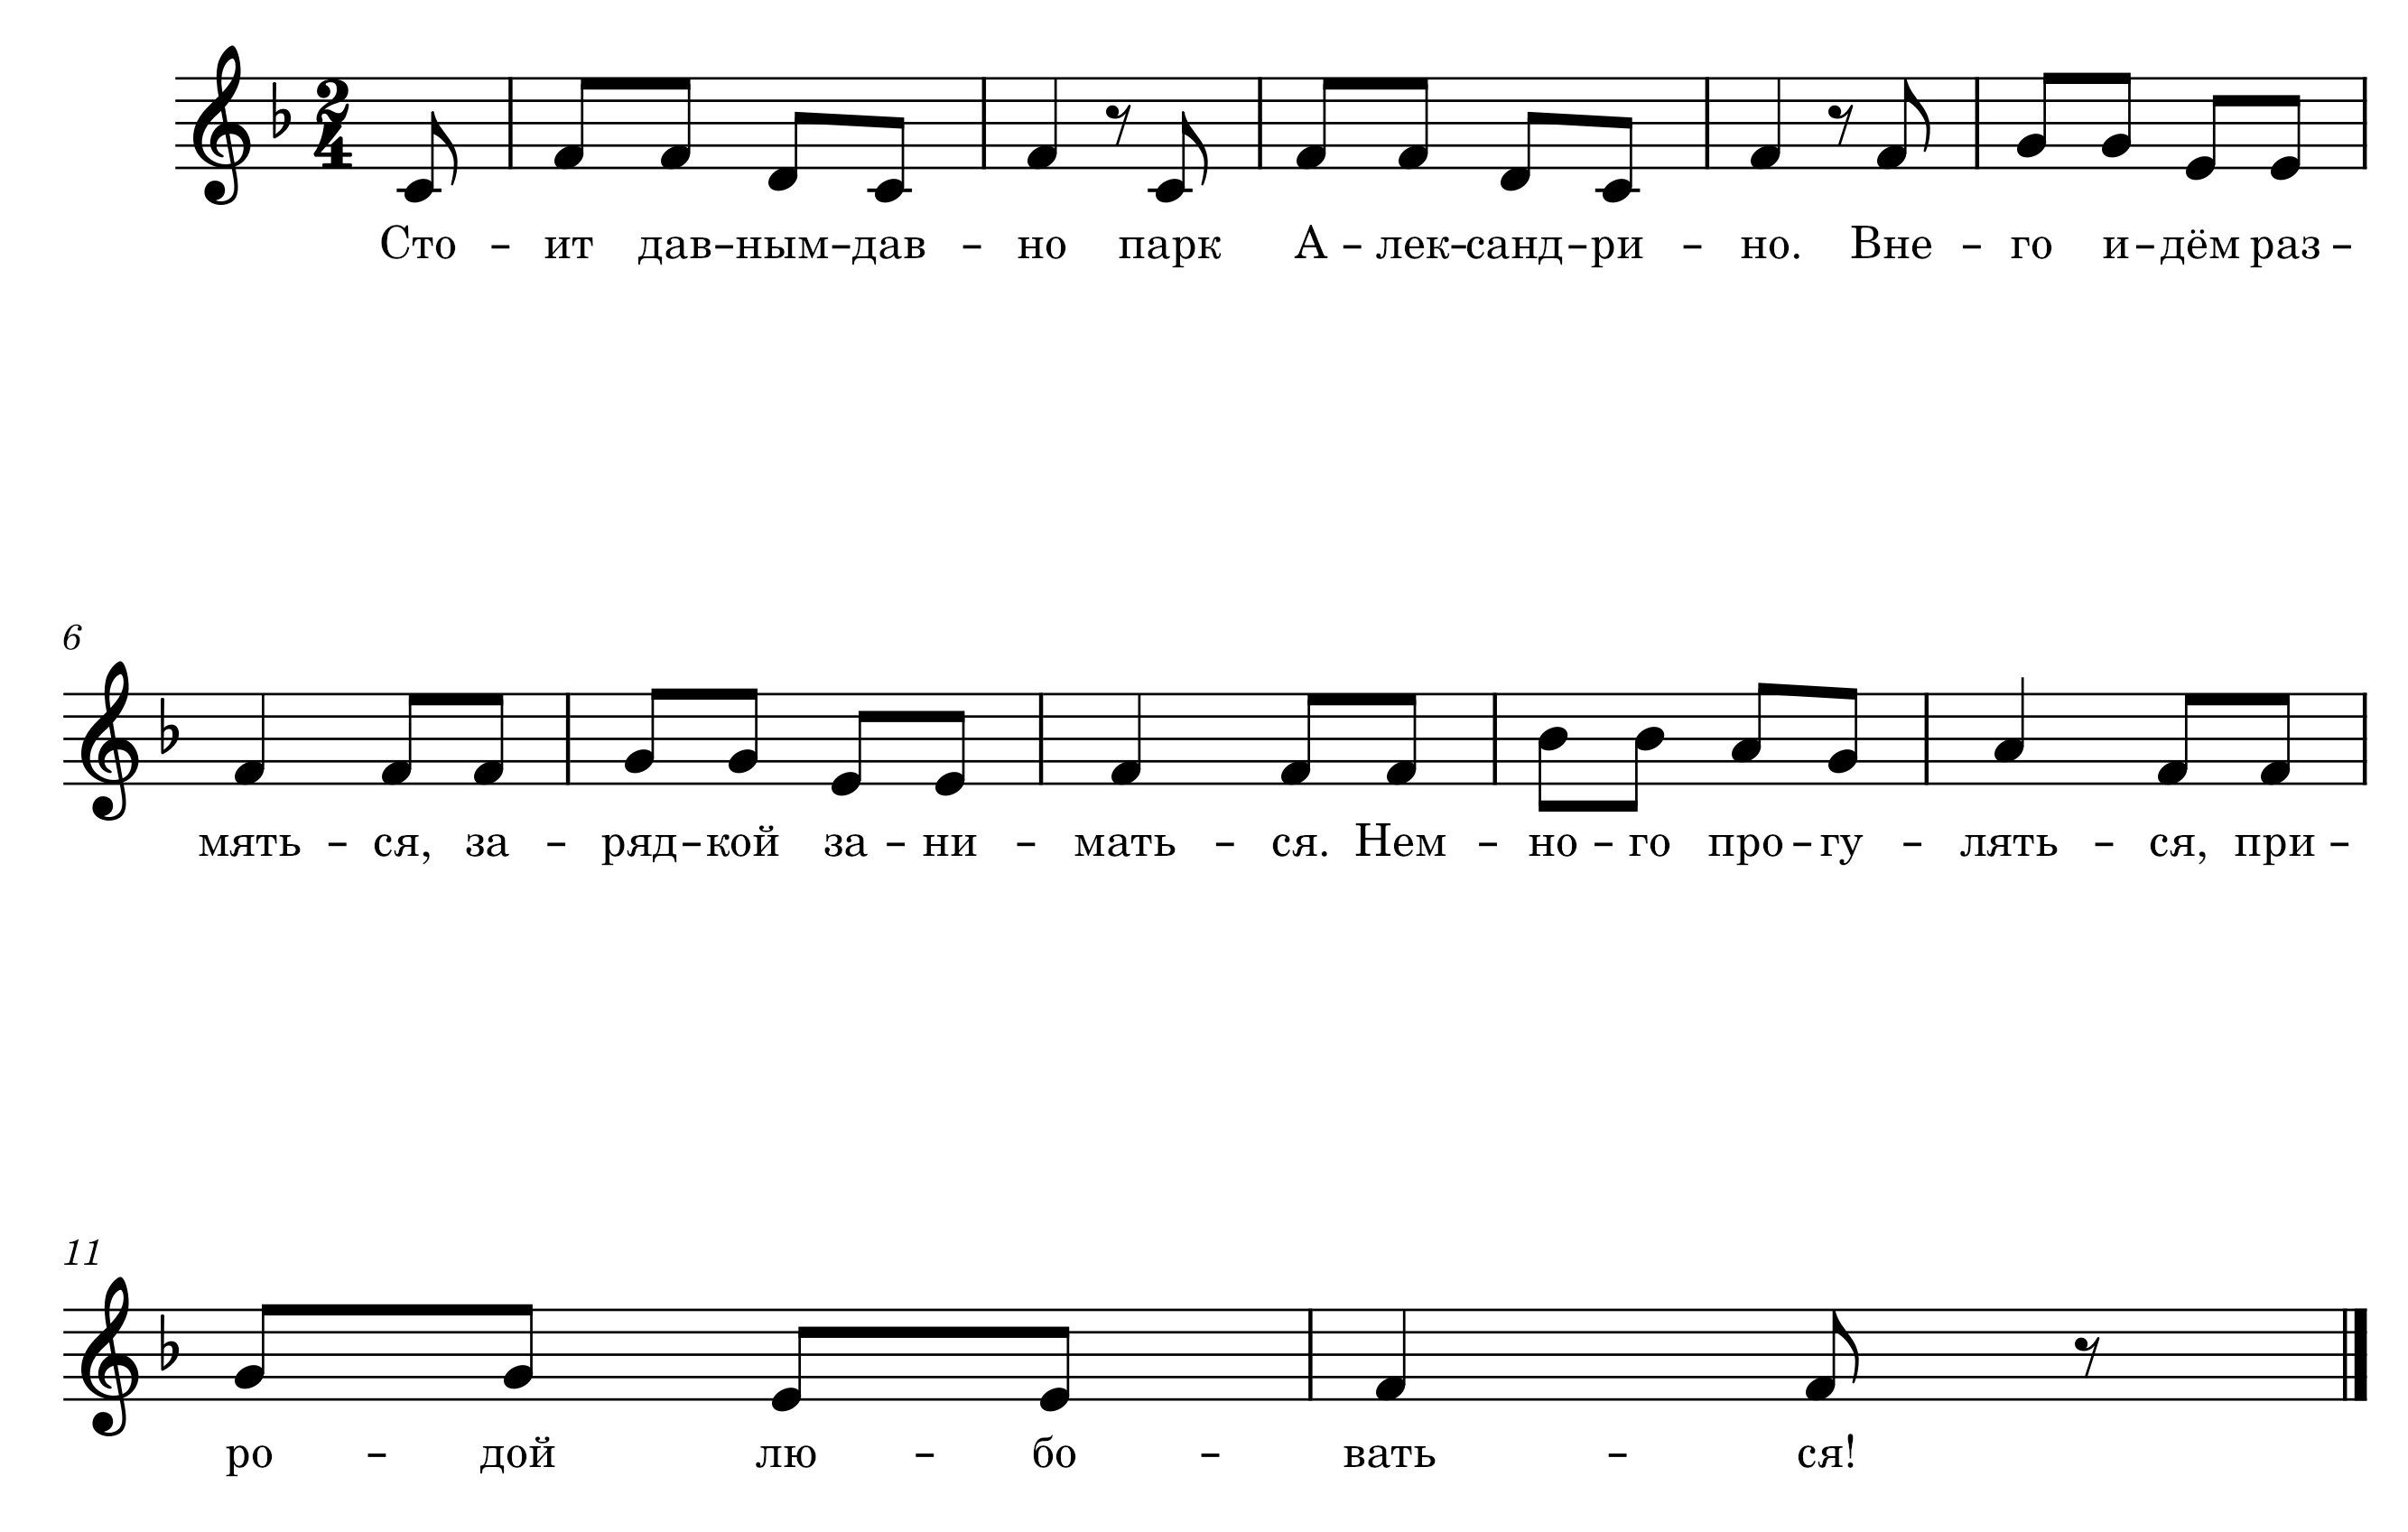 2
4
Сто - ит дав-ным-дав - но парк А - лек-санд-ри - но. Вне - го и-дём раз -
6
мять - ся, за - ряд-кой за - ни - мать - ся. Нем - но - го про-гу - лять - ся, при -
11
ро - дой лю - бо - вать - ся!